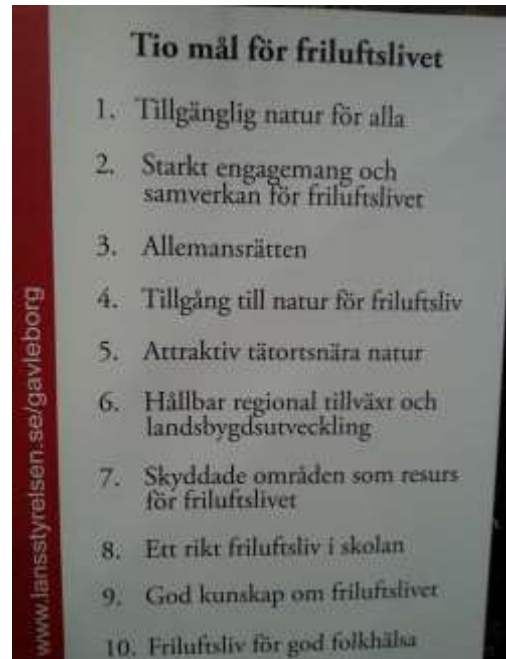 Tio mål för friluftslivet
1. Tillgänglig natur för alla
2. Starkt engagemang och
samverkan för friluftslivet
3. Allemansrätten
4. Tillgång till natur för friluftsliv
5. Attraktiv tätortsnära natur
6. Hållbar regional tillväxt och
landsbygdsutveckling
7. Skyddade områden som resurs
för friluftslivet
8. Ett rikt friluftsliv i skolan
9. God kunskap om friluftslivet
10. Friluftsliv för god folkhälsa
www.lansstyrelsen.se/gavleborg